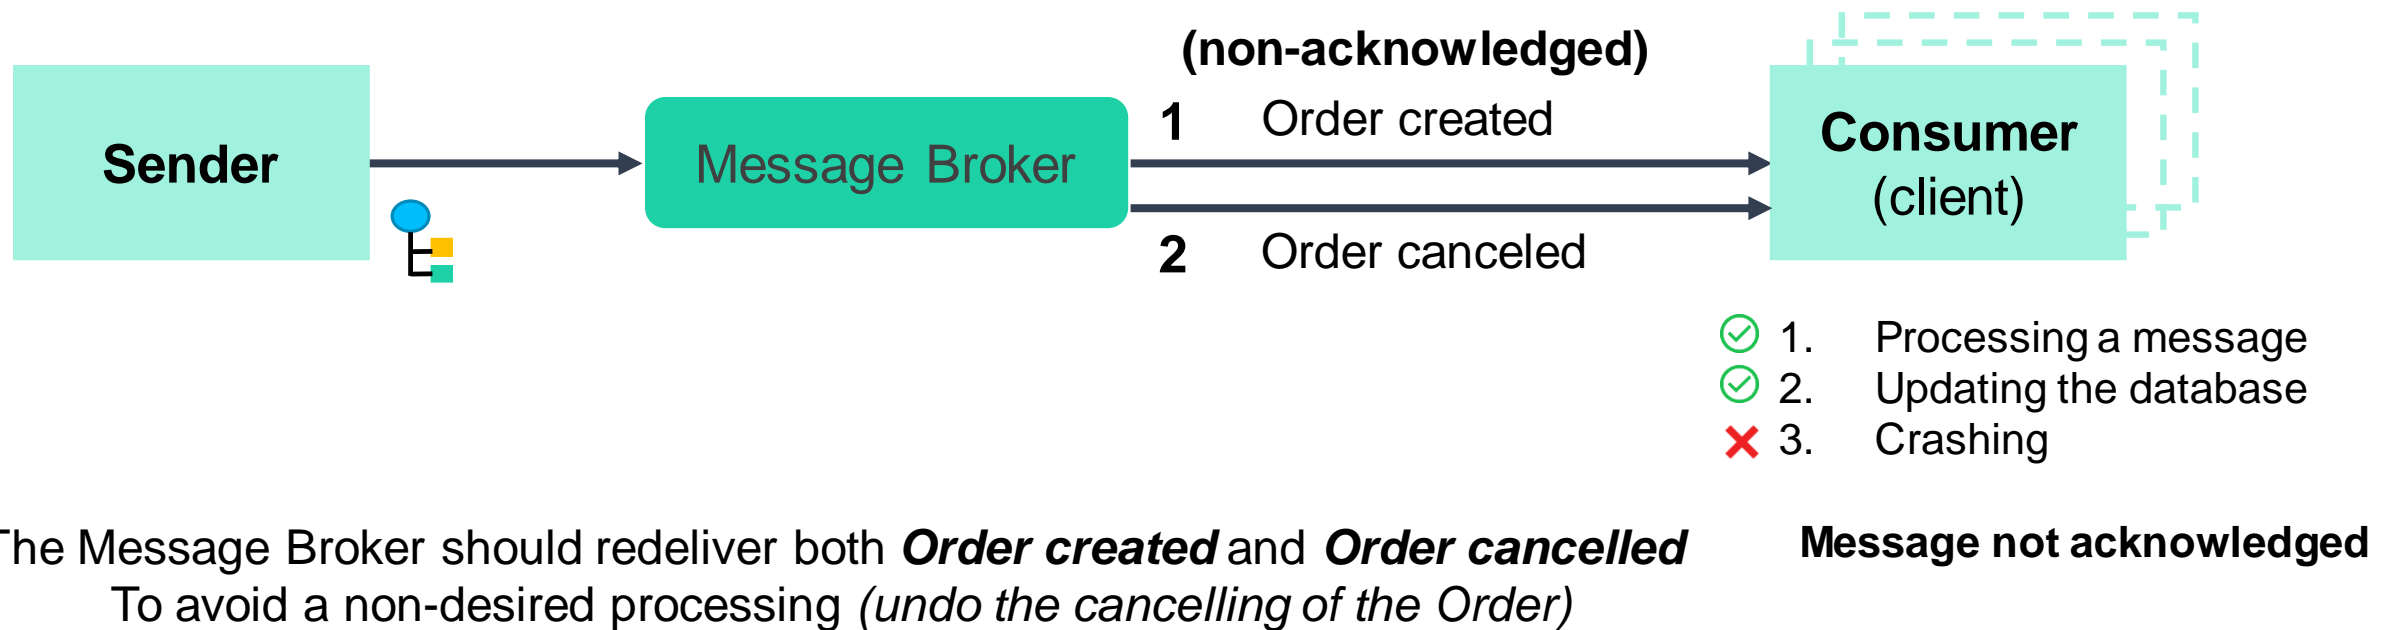 (non-acknowledged)
Sender
Message Broker
1 Order created
2 Order canceled
Consumer
(client)
1. Processing a message
2. Updating the database
3. Crashing
The Message Broker should redeliver both Order created and Order cancelled
To avoid a non-desired processing (undo the cancelling of the Order)
Message not acknowledged